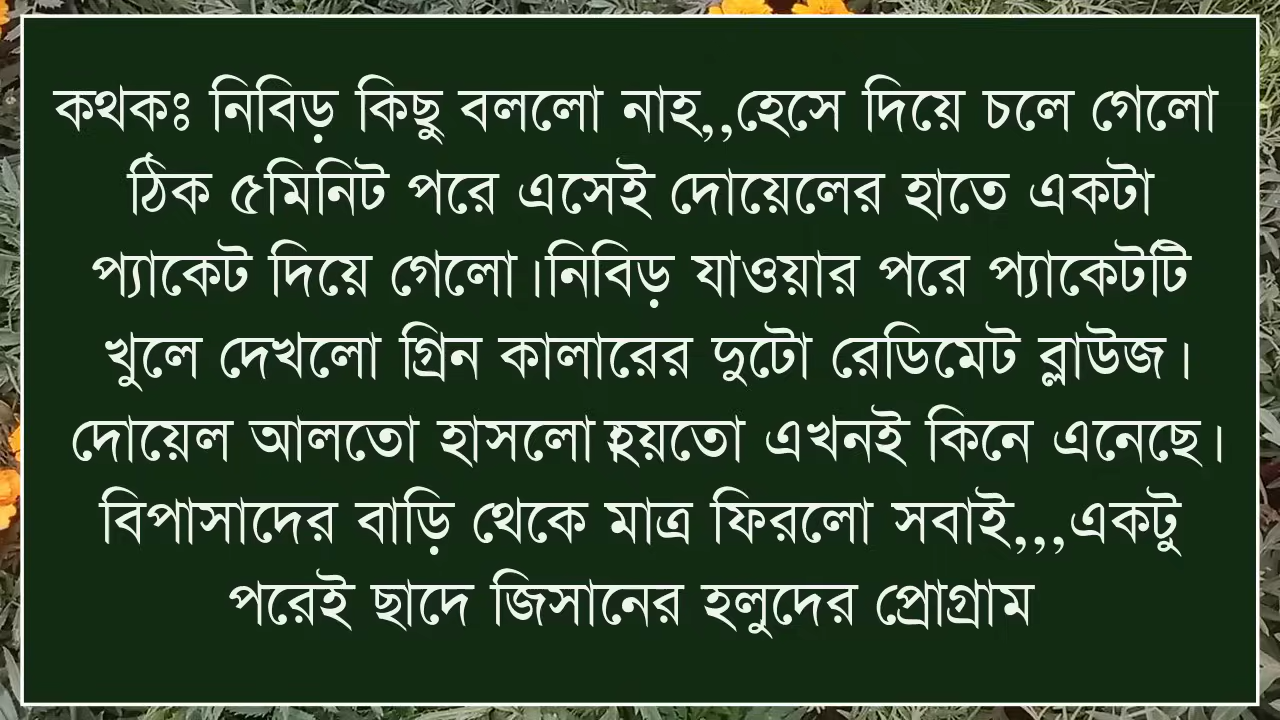 কথকঃ নিবিড় কিছু বললো নাহ,,হেসে দিয়ে চলে গেলো
ঠিক ৫মিনিট পরে এসেই দোয়েলের হাতে একটা
প্যাকেট দিয়ে গেলো।নিবিড় যাওয়ার পরে প্যাকেটটি
খুলে দেখলো গ্রিন কালারের দুটো রেডিমেট ব্লাউজ।
দোয়েল আলতো হাসলো হয়তো এখনই কিনে এনেছে।
বিপাসাদের বাড়ি থেকে মাত্র ফিরলো সবাই,,,একটু
পরেই ছাদে জিসানের হলুদের প্রোগ্রাম